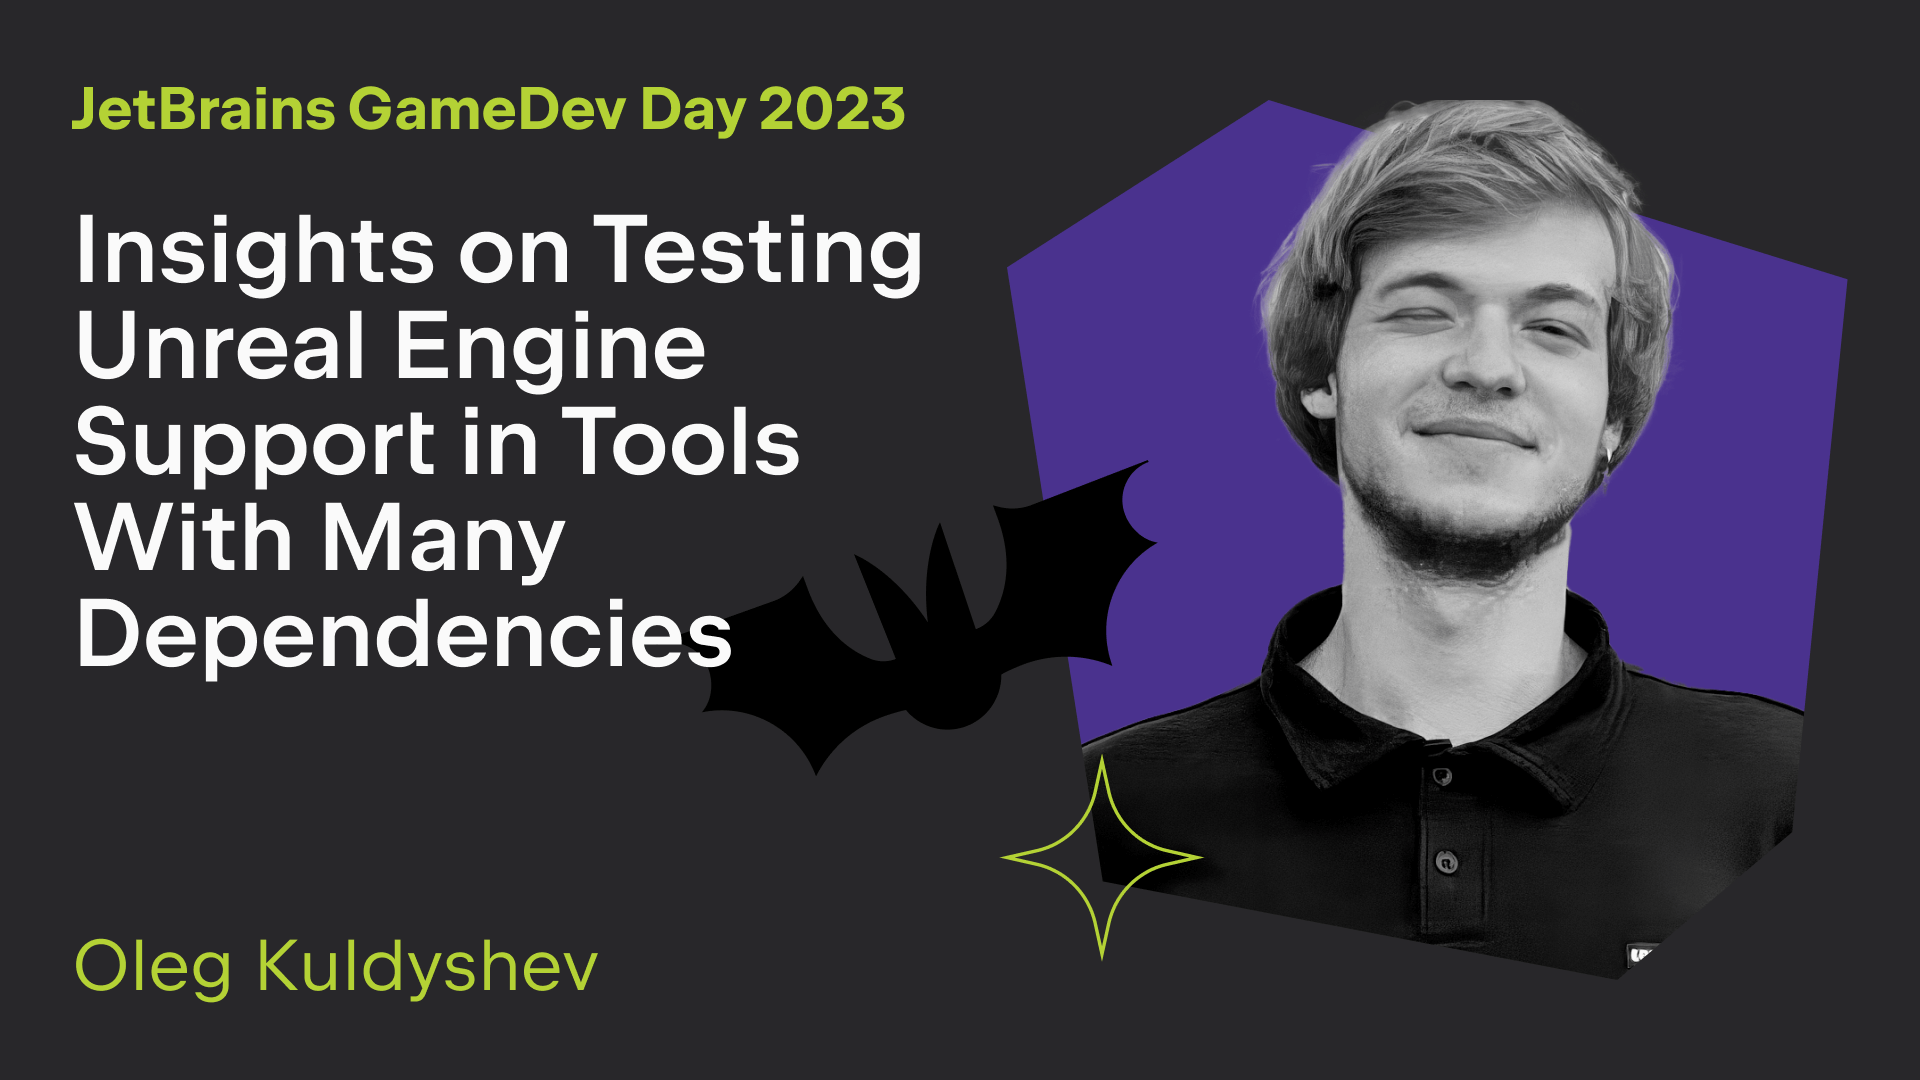 JetBrains GameDev Day 2023
Insights on Testing
Unreal Engine
Support in Tools
With Many
Dependencies
Oleg Kuldyshev